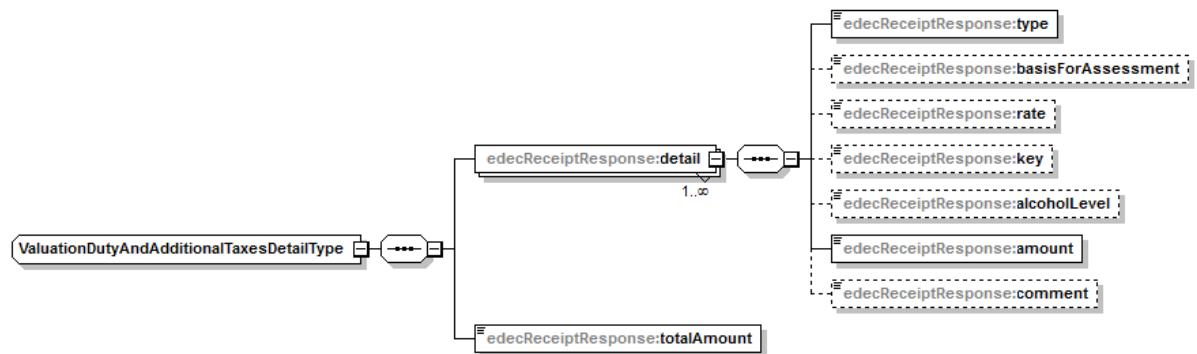 edecReceiptResponse:type
edecReceiptResponse:basisForAssessment
edecReceiptResponse:rate
edecReceiptResponse:detail
edecReceiptResponse:key
1..∞
edecReceiptResponse:alcoholLevel
ValuationDutyAndAdditionalTaxesDetailType
edecReceiptResponse:amount
edecReceiptResponse:comment
edecReceiptResponse:totalAmount